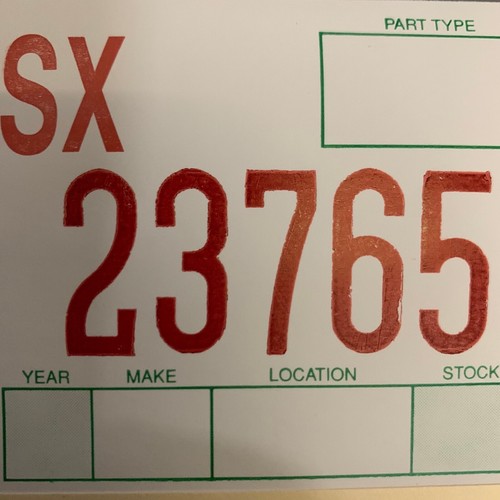 PART TYPE
SX
23765
YEAR MAKE LOCATION STOCK